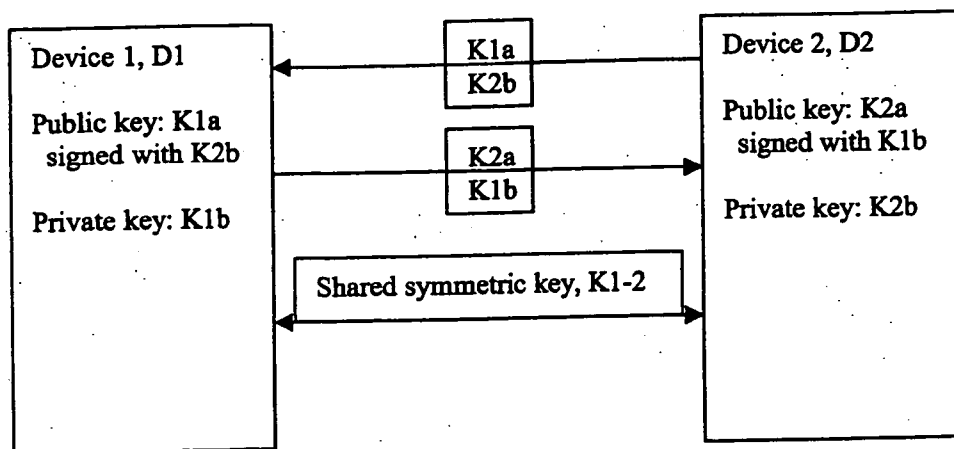 Device 1, D1
Public key: K1a
signed with K2b
Private key: K1b
K1a
K2b
K2a
K1b
Shared symmetric key, K1-2
Device 2, D2
Public key: K2a
signed with K1b
Private key: K2b